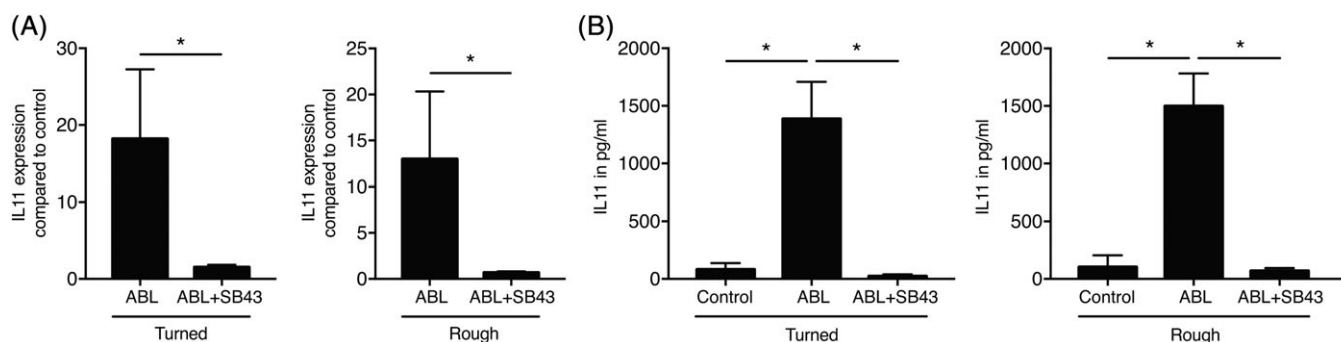 (A)
IL11 expression
compared to control
30
20
10
0
*
ABL
ABL+SB43
Turned
IL11 expression
compared to control
25
20
15
10
5
0
*
ABL
ABL+SB43
Rough
(B)
IL11 in pg/ml
2000
1500
1000
500
0
*
*
Control
ABL
ABL+SB43
Turned
IL11 in pg/ml
2000
1500
1000
500
0
*
*
Control
ABL
ABL+SB43
Rough